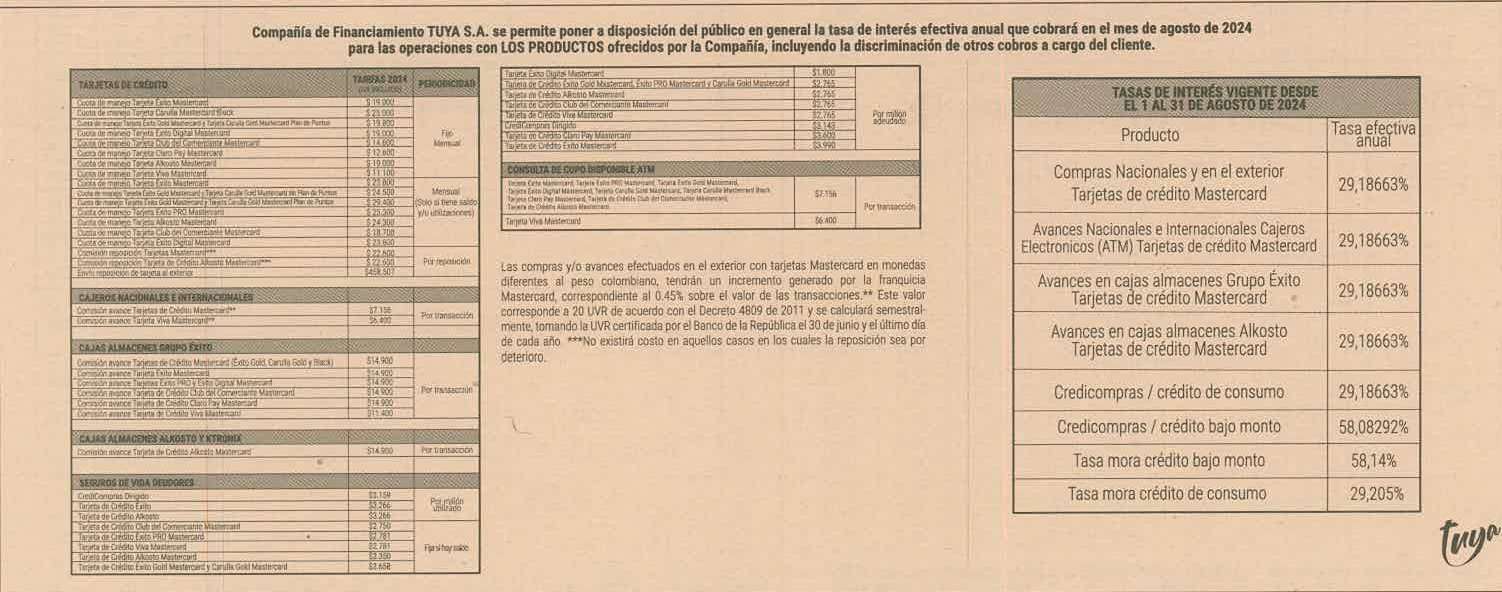 Compañía de Financiamiento TUYA S.A. se permite poner a disposición del público en general la tasa de interés efectiva anual que cobrará en el mes de agosto de 2024
para las operaciones con LOS PRODUCTOS ofrecidos por la Compañía, incluyendo la discriminación de otros cobros a cargo del cliente.
TARJETAS DE CRÉDITO TARIFAS 2024 PERIODICIDAD
Cuota de manejo Tarjeta Éxito Mastercard $ 19.000
Cuota de manejo Tarjeta Carulla Mastercard Black $ 23.000
Cuota de manejo Tarjeta Éxito Gold Mastercard y Tarjeta Carulla Gold Mastercard Plan de Puntos $ 19.800
Cuota de manejo Tarjeta Éxito Digital Mastercard $ 19.000
Cuota de manejo Tarjeta Club del Comerciante Mastercard $ 14.600
Cuota de manejo Tarjeta Claro Pay Mastercard $ 12.600
Cuota de manejo Tarjeta Alkosto Mastercard $ 19.000
Cuota de manejo Tarjeta Viva Mastercard $ 11.100
Fijo
Mensual
Cuota de manejo Tarjeta Éxito Mastercard $ 23.800
Cuota de manejo Tarjeta Éxito Gold Mastercard y Tarjeta Carulla Gold Mastercard sin Plan de Puntos $ 24.500
Cuota de manejo Tarjeta Éxito Gold Mastercard y Tarjeta Carulla Gold Mastercard Plan de Puntos $ 29.400
Cuota de manejo Tarjeta Éxito PRO Mastercard $ 25.300
Cuota de manejo Tarjeta Alkosto Mastercard $ 24.300
Cuota de manejo Tarjeta Club del Comerciante Mastercard $ 18.700
Cuota de manejo Tarjeta Éxito Digital Mastercard $ 23.800
Mensual
(Solo si tiene saldo
y/o utilizaciones)
Comisión reposición Tarjetas Mastercard*** $ 22.600
Comisión reposición Tarjeta de Crédito Alkosto Mastercard*** $ 22.600
Envío reposición de tarjeta al exterior $458.507
Por reposición
CAJEROS NACIONALES E INTERNACIONALES
Comisión avance Tarjetas de Crédito Mastercard** $7.156
Comisión avance Tarjeta Viva Mastercard** $6.400
Por transacción
CAJAS ALMACENES GRUPO ÉXITO
Comisión avance Tarjetas de Crédito Mastercard (Éxito Gold, Carulla Gold y Black) $14.900
Comisión avance Tarjeta Éxito Mastercard $14.900
Comisión avance Tarjetas Éxito PRO y Éxito Digital Mastercard $14.900
Comisión avance Tarjeta de Crédito Club del Comerciante Mastercard $14.900
Comisión avance Tarjeta de Crédito Claro Pay Mastercard $14.900
Comisión avance Tarjeta de Crédito Viva Mastercard $11.400
Por transacción
CAJAS ALMACENES ALKOSTO Y KTRONIX
Comisión avance Tarjeta de Crédito Alkosto Mastercard $14.900 Por transacción
SEGUROS DE VIDA DEUDORES
CrediCompras Dirigido $3.159
Tarjeta de Crédito Éxito $3.266
Tarjeta de Crédito Alkosto $3.266
Por millón
utilizado
Tarjeta de Crédito Club del Comerciante Mastercard $2.750
Tarjeta de Crédito Éxito PRO Mastercard $2.781
Tarjeta de Crédito Viva Mastercard $2.781
Tarjeta de Crédito Alkosto Mastercard $3.300
Tarjeta de Crédito Éxito Gold Mastercard y Carulla Gold Mastercard $3.658
Fija si hay saldo
Tarjeta Éxito Digital Mastercard $1.800
Tarjeta de Crédito Éxito Gold Mastercard, Éxito PRO Mastercard y Carulla Gold Mastercard $2.765
Tarjeta de Crédito Alkosto Mastercard $2.765
Tarjeta de Crédito Club del Comerciante Mastercard $2.765
Tarjeta de Crédito Viva Mastercard $2.765
CrediCompras Dirigido $3.143
Tarjeta de Crédito Claro Pay Mastercard $3.600
Tarjeta de Crédito Éxito Mastercard $3.990
Por millón
adeudado
CONSULTA DE CUPO DISPONIBLE ATM
Tarjeta Éxito Mastercard, Tarjeta Éxito PRO Mastercard, Tarjeta Éxito Gold Mastercard,
Tarjeta Éxito Digital Mastercard, Tarjeta Carulla Gold Mastercard, Tarjeta Carulla Mastercard Black,
Tarjeta Claro Pay Mastercard, Tarjeta de Crédito Club del Comerciante Mastercard,
Tarjeta de Crédito Alkosto Mastercard.
$7.156
Tarjeta Viva Mastercard $6.400
Por transacción
Las compras y/o avances efectuados en el exterior con tarjetas Mastercard en monedas
diferentes al peso colombiano, tendrán un incremento generado por la franquicia
Mastercard, correspondiente al 0.45% sobre el valor de las transacciones.** Este valor
corresponde a 20 UVR de acuerdo con el Decreto 4809 de 2011 y se calculará semestral-
mente, tomando la UVR certificada por el Banco de la República el 30 de junio y el último día
de cada año. ***No existirá costo en aquellos casos en los cuales la reposición sea por
deterioro.
TASAS DE INTERÉS VIGENTE DESDE
EL 1 AL 31 DE AGOSTO DE 2024
Producto Tasa efectiva anual
Compras Nacionales y en el exterior
Tarjetas de crédito Mastercard 29,18663%
Avances Nacionales e Internacionales Cajeros
Electronicos (ATM) Tarjetas de crédito Mastercard 29,18663%
Avances en cajas almacenes Grupo Éxito
Tarjetas de crédito Mastercard 29,18663%
Avances en cajas almacenes Alkosto
Tarjetas de crédito Mastercard 29,18663%
Credicompras / crédito de consumo 29,18663%
Credicompras / crédito bajo monto 58,08292%
Tasa mora crédito bajo monto 58,14%
Tasa mora crédito de consumo 29,205%
tuya